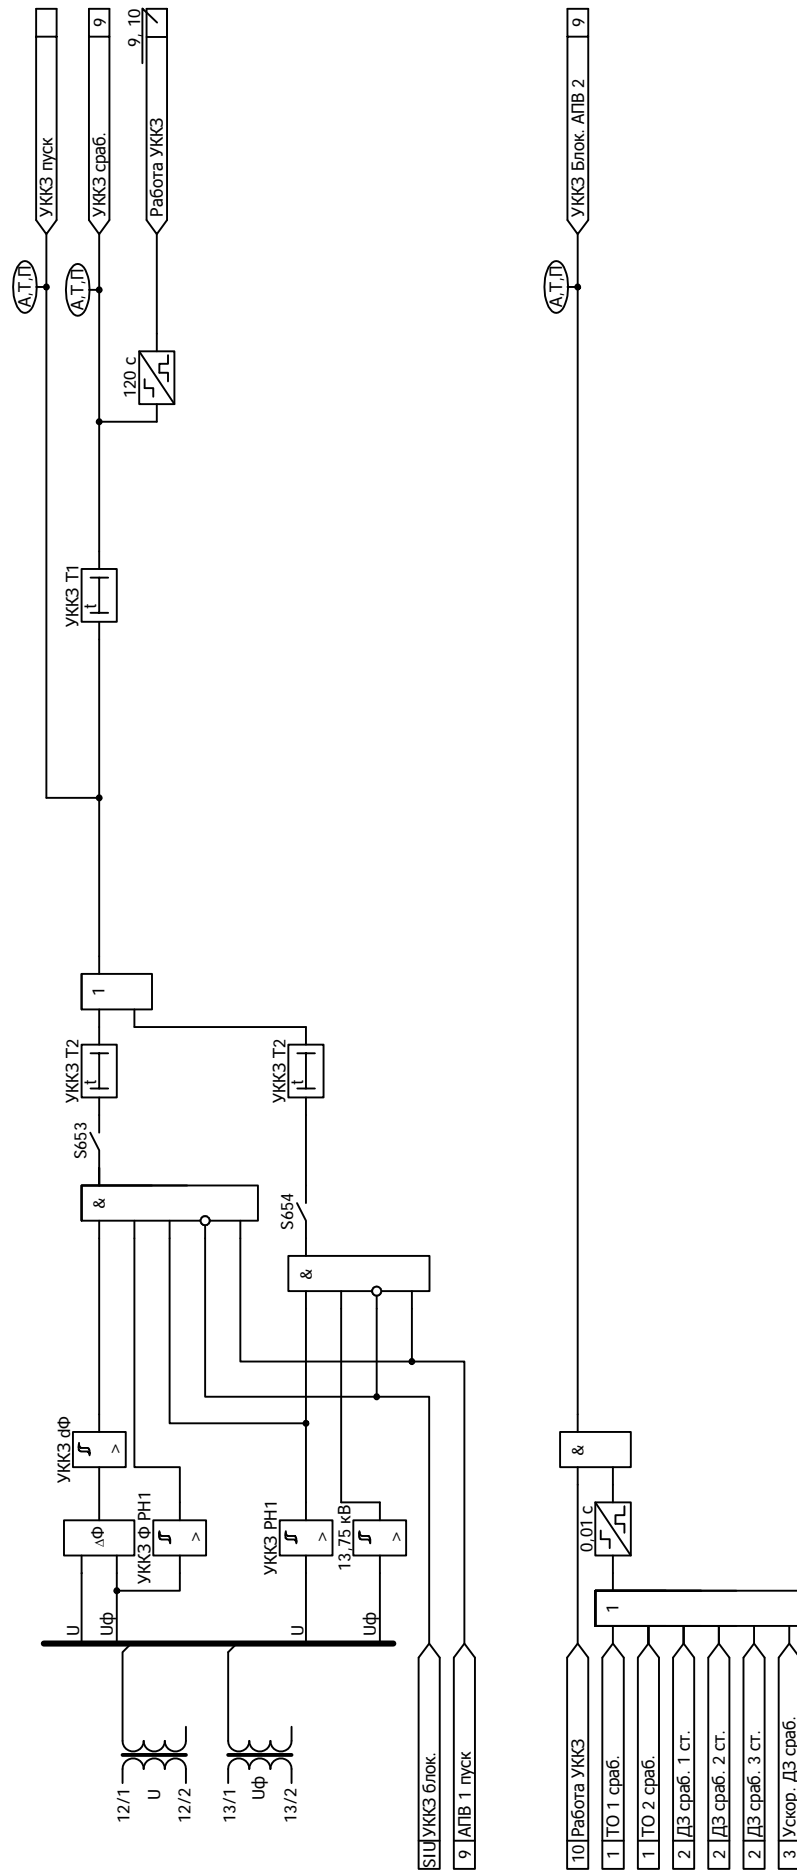 УККЗ пуск
9
УККЗ сраб.
9, 10
Работа УККЗ
9
УККЗ Блок. АПВ 2
А,Т,П
А,Т,П
А,Т,П
120 с
УККЗ Т1
t
1
УККЗ Т2
t
УККЗ Т2
t
S653
S654
&
&
УККЗ dФ
>
ΔФ
УККЗ Ф РН1
>
УККЗ РН1
>
13,75 кВ
>
U
Uф
U
Uф
12/1
U
12/2
13/1
Uф
13/2
SIU УККЗ блок.
9 АПВ 1 пуск
&
0,01 с
1
10 Работа УККЗ
1 ТО 1 сраб.
1 ТО 2 сраб.
2 ДЗ сраб. 1 ст.
2 ДЗ сраб. 2 ст.
2 ДЗ сраб. 3 ст.
3 Ускор. ДЗ сраб.